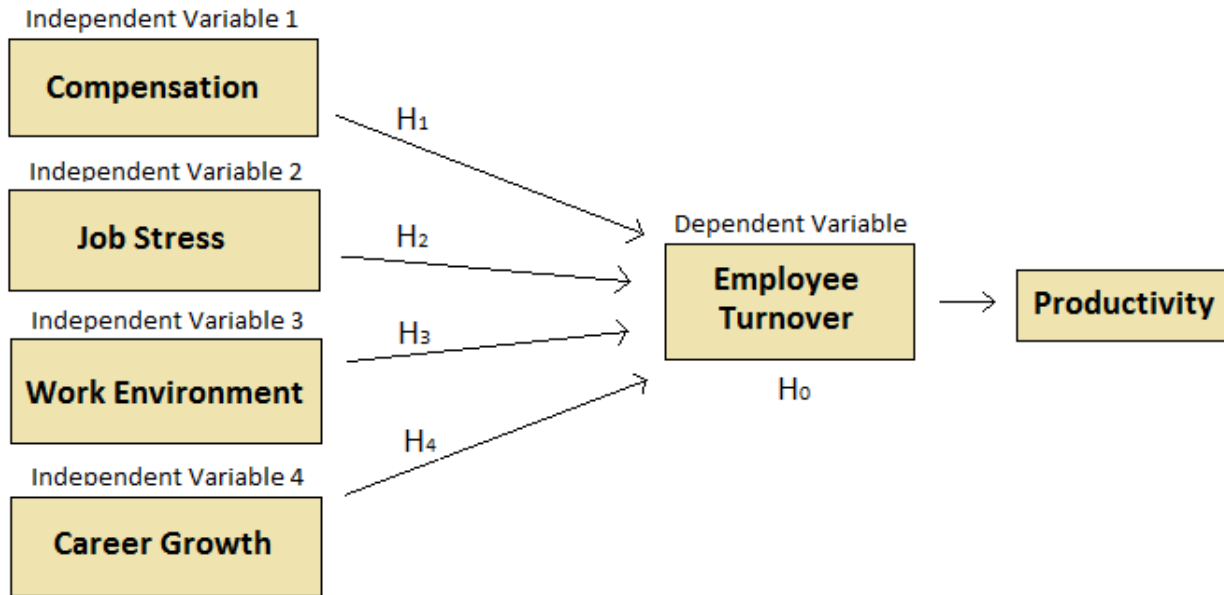 Independent Variable 1
Compensation
H₁
Independent Variable 2
Job Stress
H₂
Independent Variable 3
Work Environment
H₃
Independent Variable 4
Career Growth
H₄
Dependent Variable
Employee
Turnover
H₀
Productivity